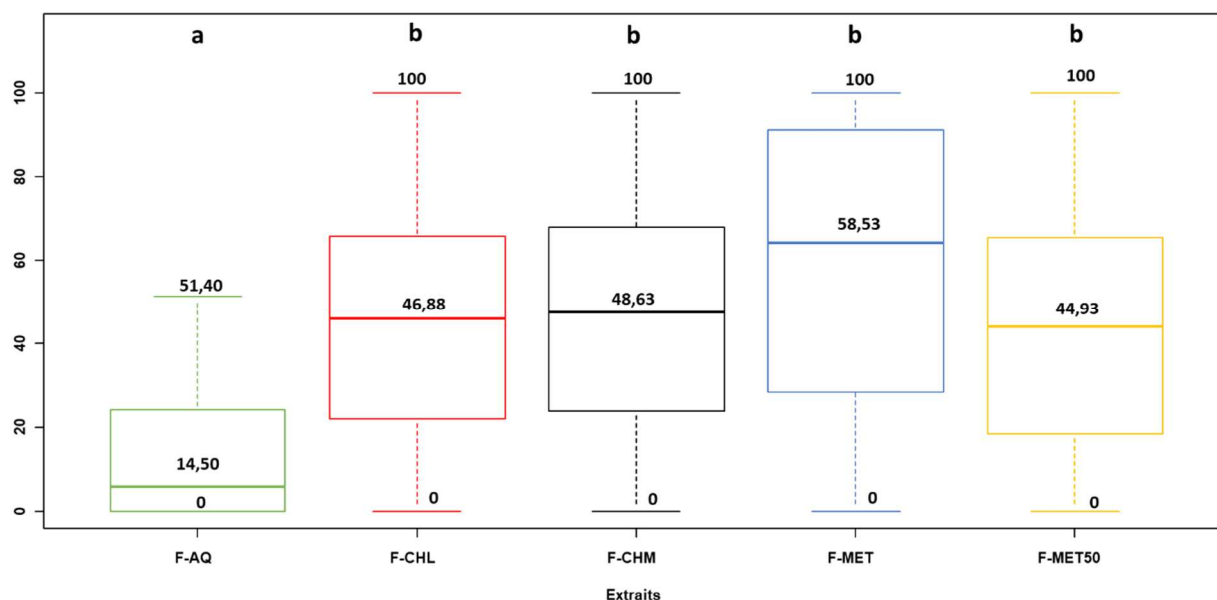 a b b b b
100 100 100 100
51,40
58,53
46,88 48,63 44,93
14,50
0 0 0 0 0
0 20 40 60 80 100
F-AQ F-CHL F-CHM F-MET F-MET50
Extraits